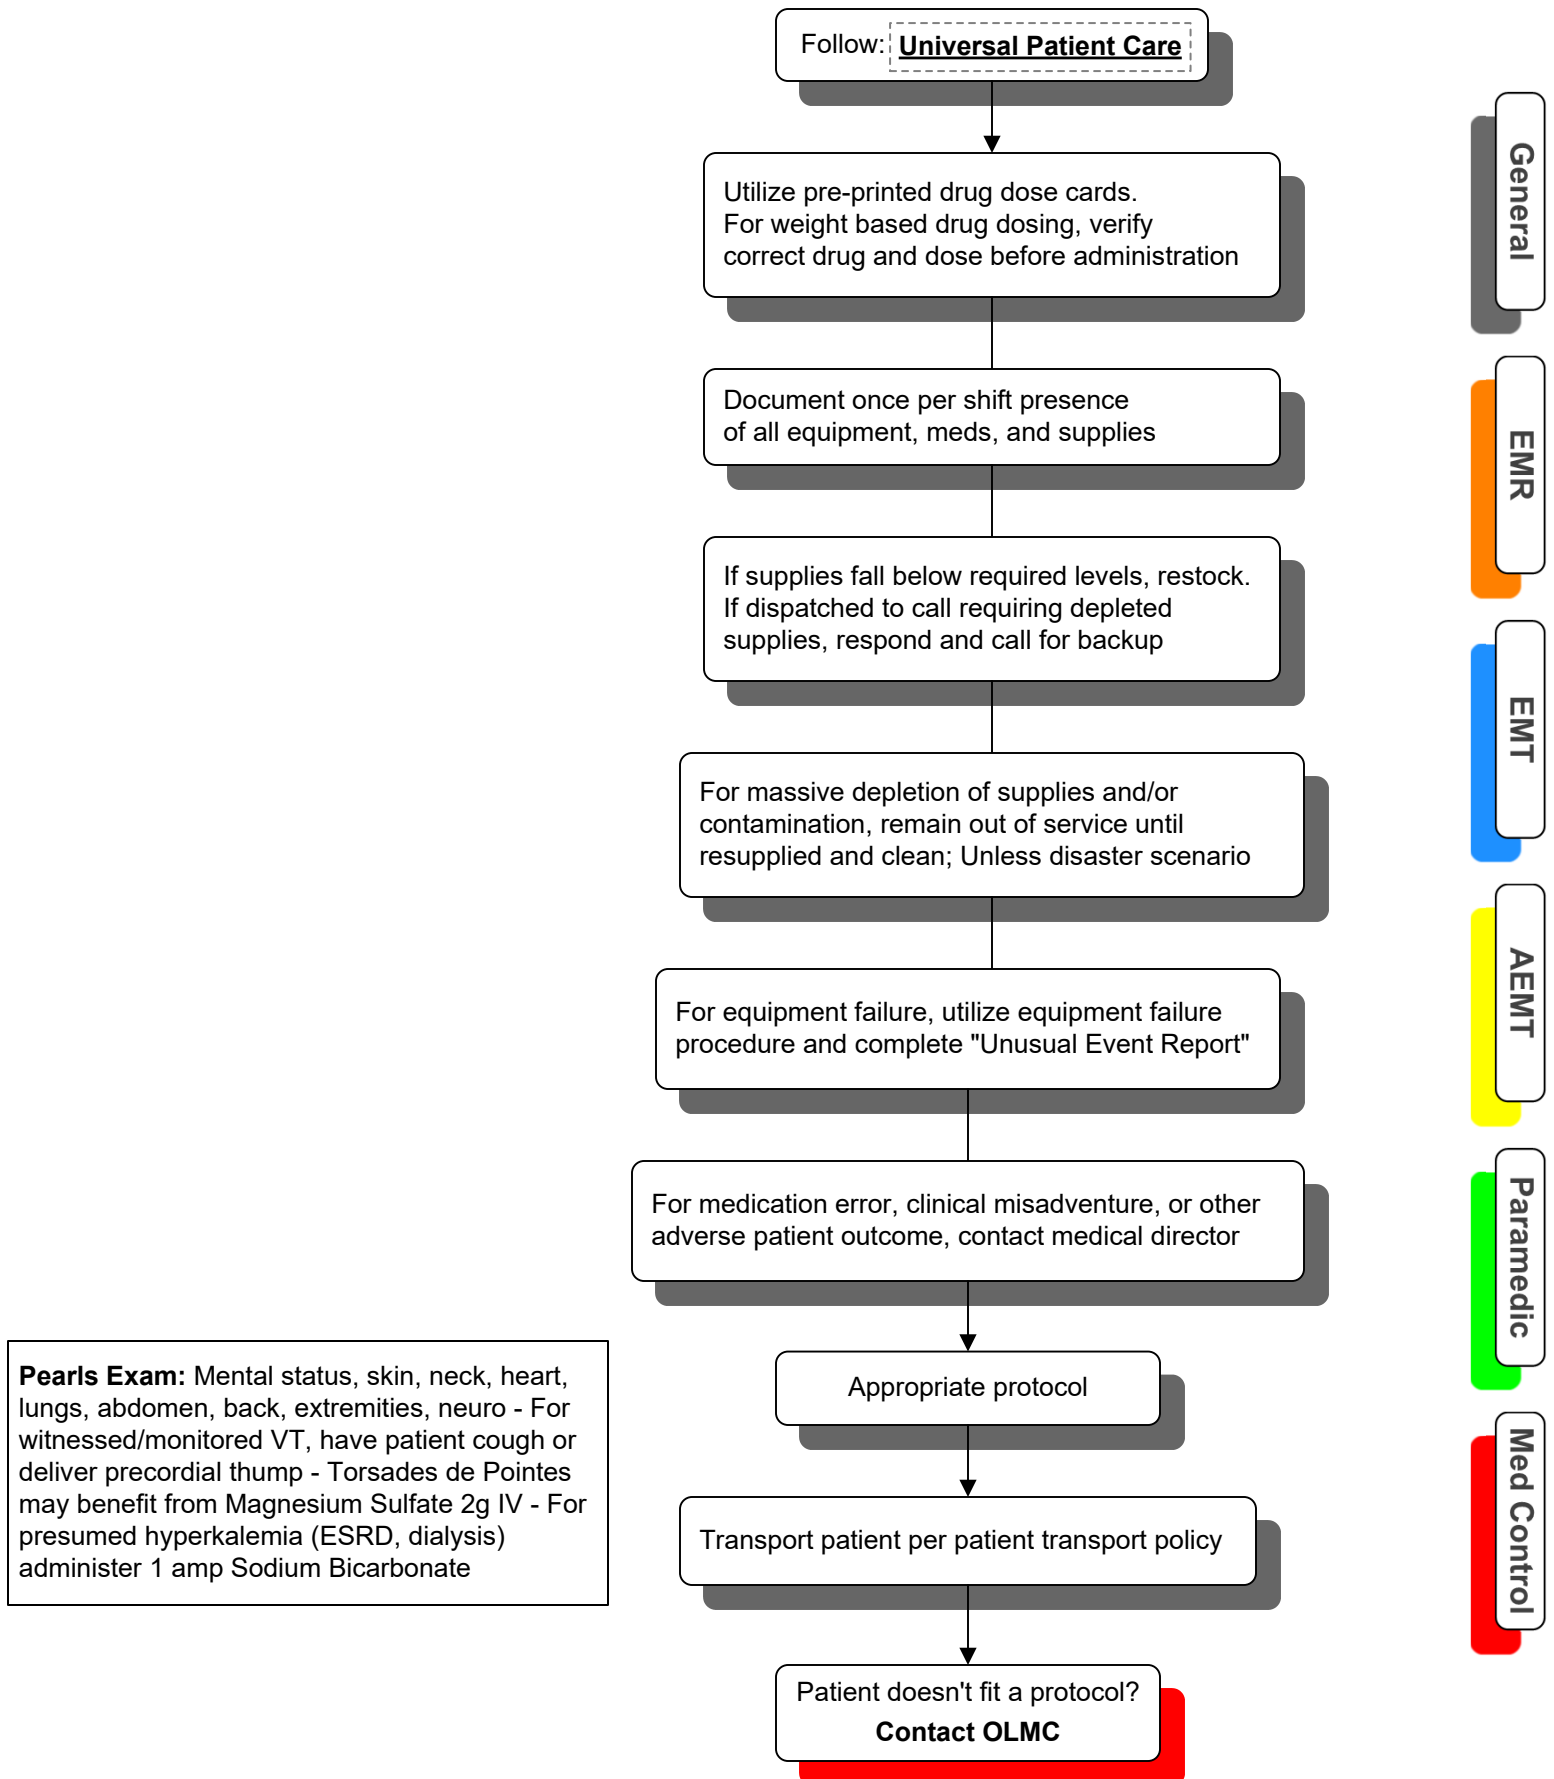 Follow: Universal Patient Care
Utilize pre-printed drug dose cards.
For weight based drug dosing, verify
correct drug and dose before administration
Document once per shift presence
of all equipment, meds, and supplies
If supplies fall below required levels, restock.
If dispatched to call requiring depleted
supplies, respond and call for backup
For massive depletion of supplies and/or
contamination, remain out of service until
resupplied and clean; Unless disaster scenario
For equipment failure, utilize equipment failure
procedure and complete "Unusual Event Report"
For medication error, clinical misadventure, or other
adverse patient outcome, contact medical director
Appropriate protocol
Transport patient per patient transport policy
Patient doesn't fit a protocol?
Contact OLMC
Pearls Exam: Mental status, skin, neck, heart,
lungs, abdomen, back, extremities, neuro - For
witnessed/monitored VT, have patient cough or
deliver precordial thump - Torsades de Pointes
may benefit from Magnesium Sulfate 2g IV - For
presumed hyperkalemia (ESRD, dialysis)
administer 1 amp Sodium Bicarbonate
General
EMR
EMT
AEMT
Paramedic
Med Control